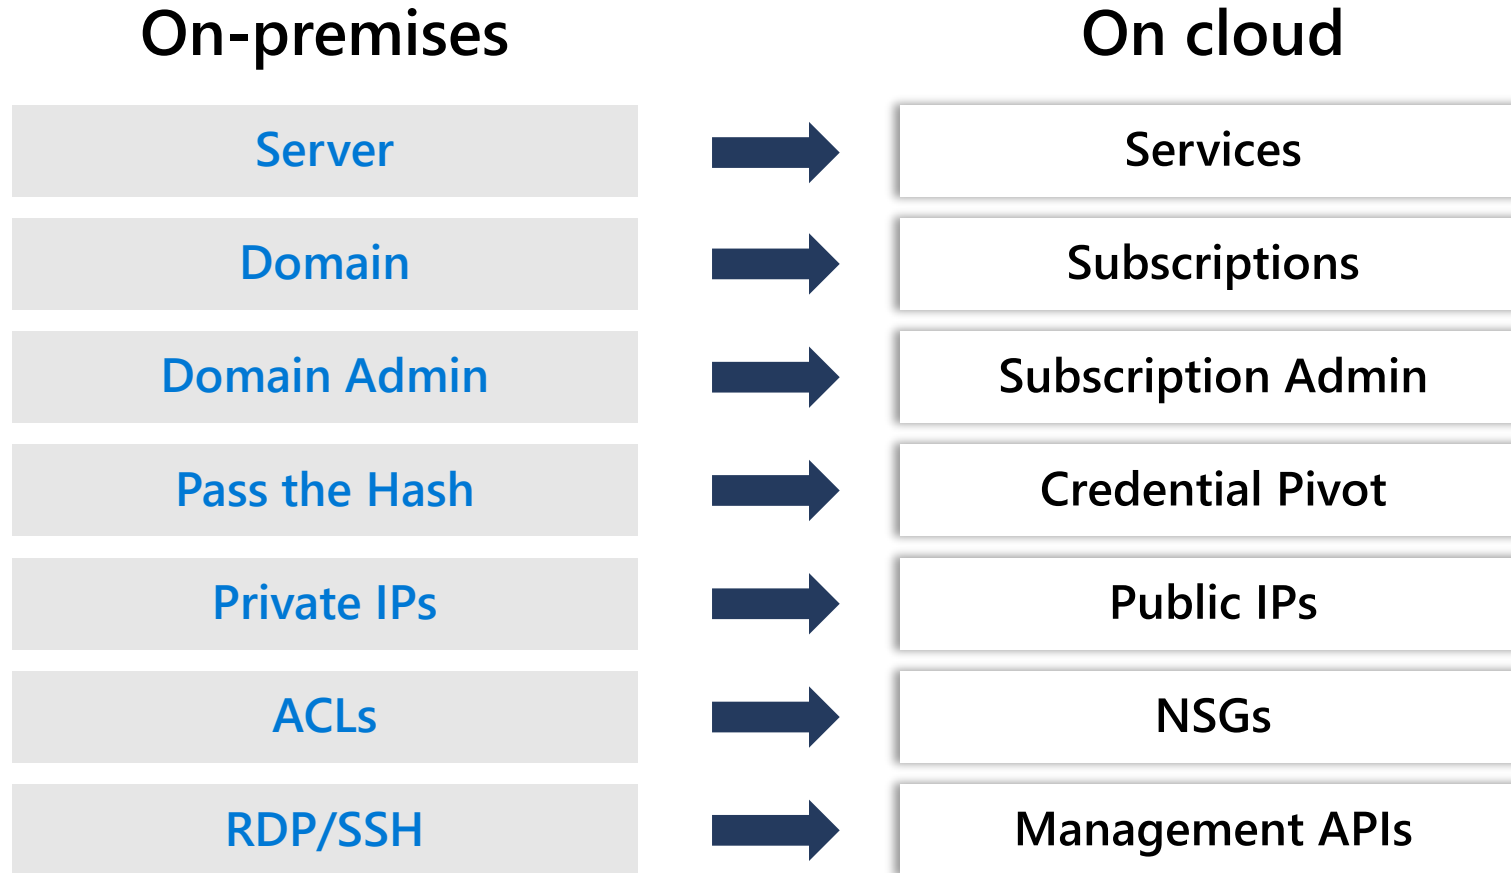 On-premises On cloud
Server Services
Domain Subscriptions
Domain Admin Subscription Admin
Pass the Hash Credential Pivot
Private IPs Public IPs
ACLs NSGs
RDP/SSH Management APIs